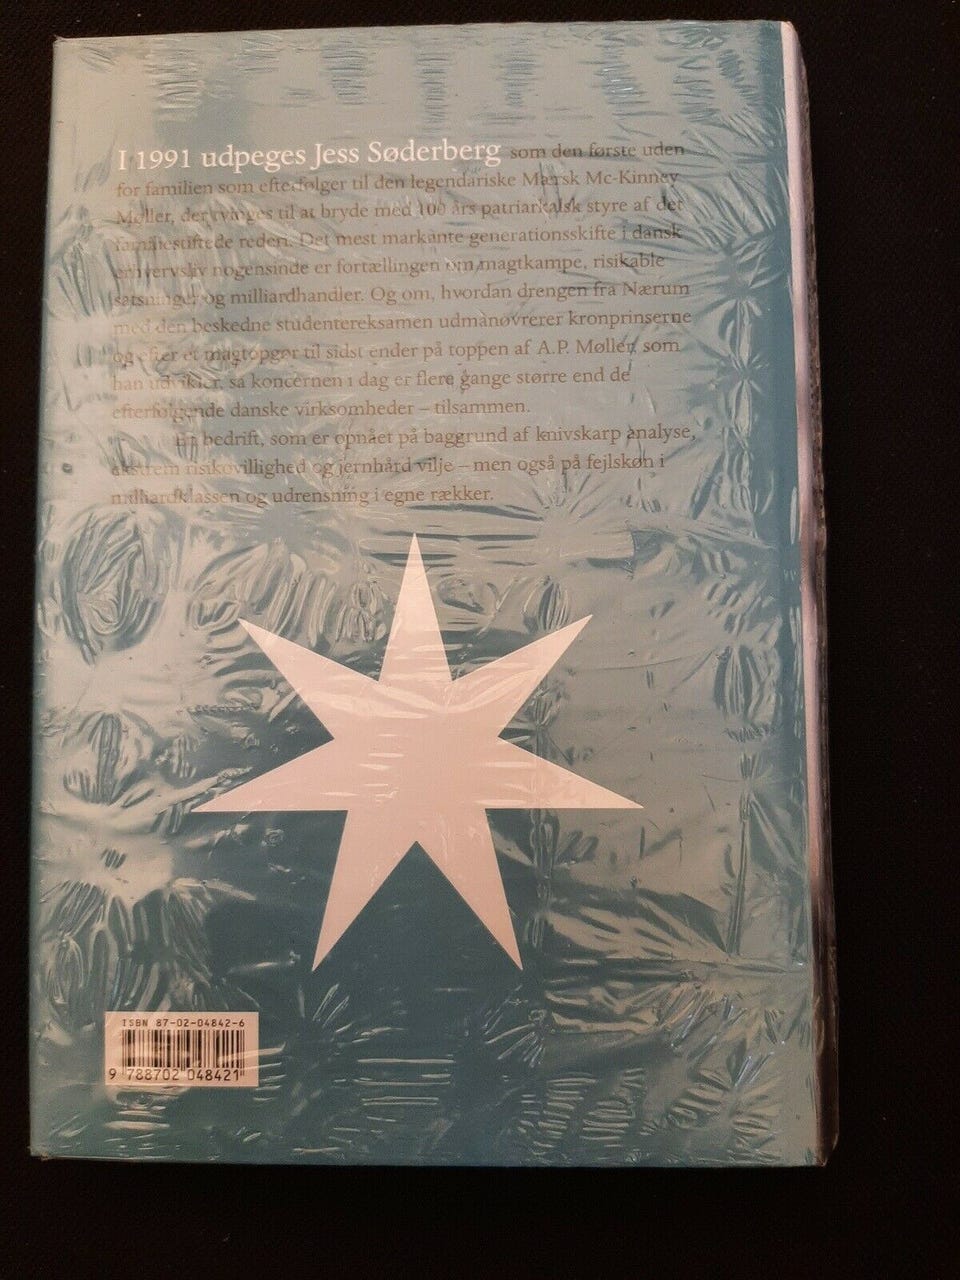 I 1991 udpeges Jess Søderberg som den første uden
for familien som efterfølger til den legendariske Mærsk Mc-Kinney
Møller, der tvinges til at bryde med 100 års patriarkalsk styre af det
familiestiftede rederi. Det mest markante generationsskifte i dansk
erhvervsliv nogensinde er fortællingen om magtkampe, risikable
satsninger og milliardhandler. Og om, hvordan drengen fra Nærum
med den beskedne studentereksamen udmanøvrerer kronprinserne
og efter et magtopgør til sidst ender på toppen af A.P. Møller, som
han udvikler, så koncernen i dag er flere gange større end de
efterfølgende danske virksomheder – tilsammen.
En bedrift, som er opnået på baggrund af knivskarp analyse,
ekstrem risikovillighed og jernhård vilje – men også på fejlskøn i
milliardklassen og udrensning i egne rækker.
ISBN 87-02-04842-6
9 788702 048421